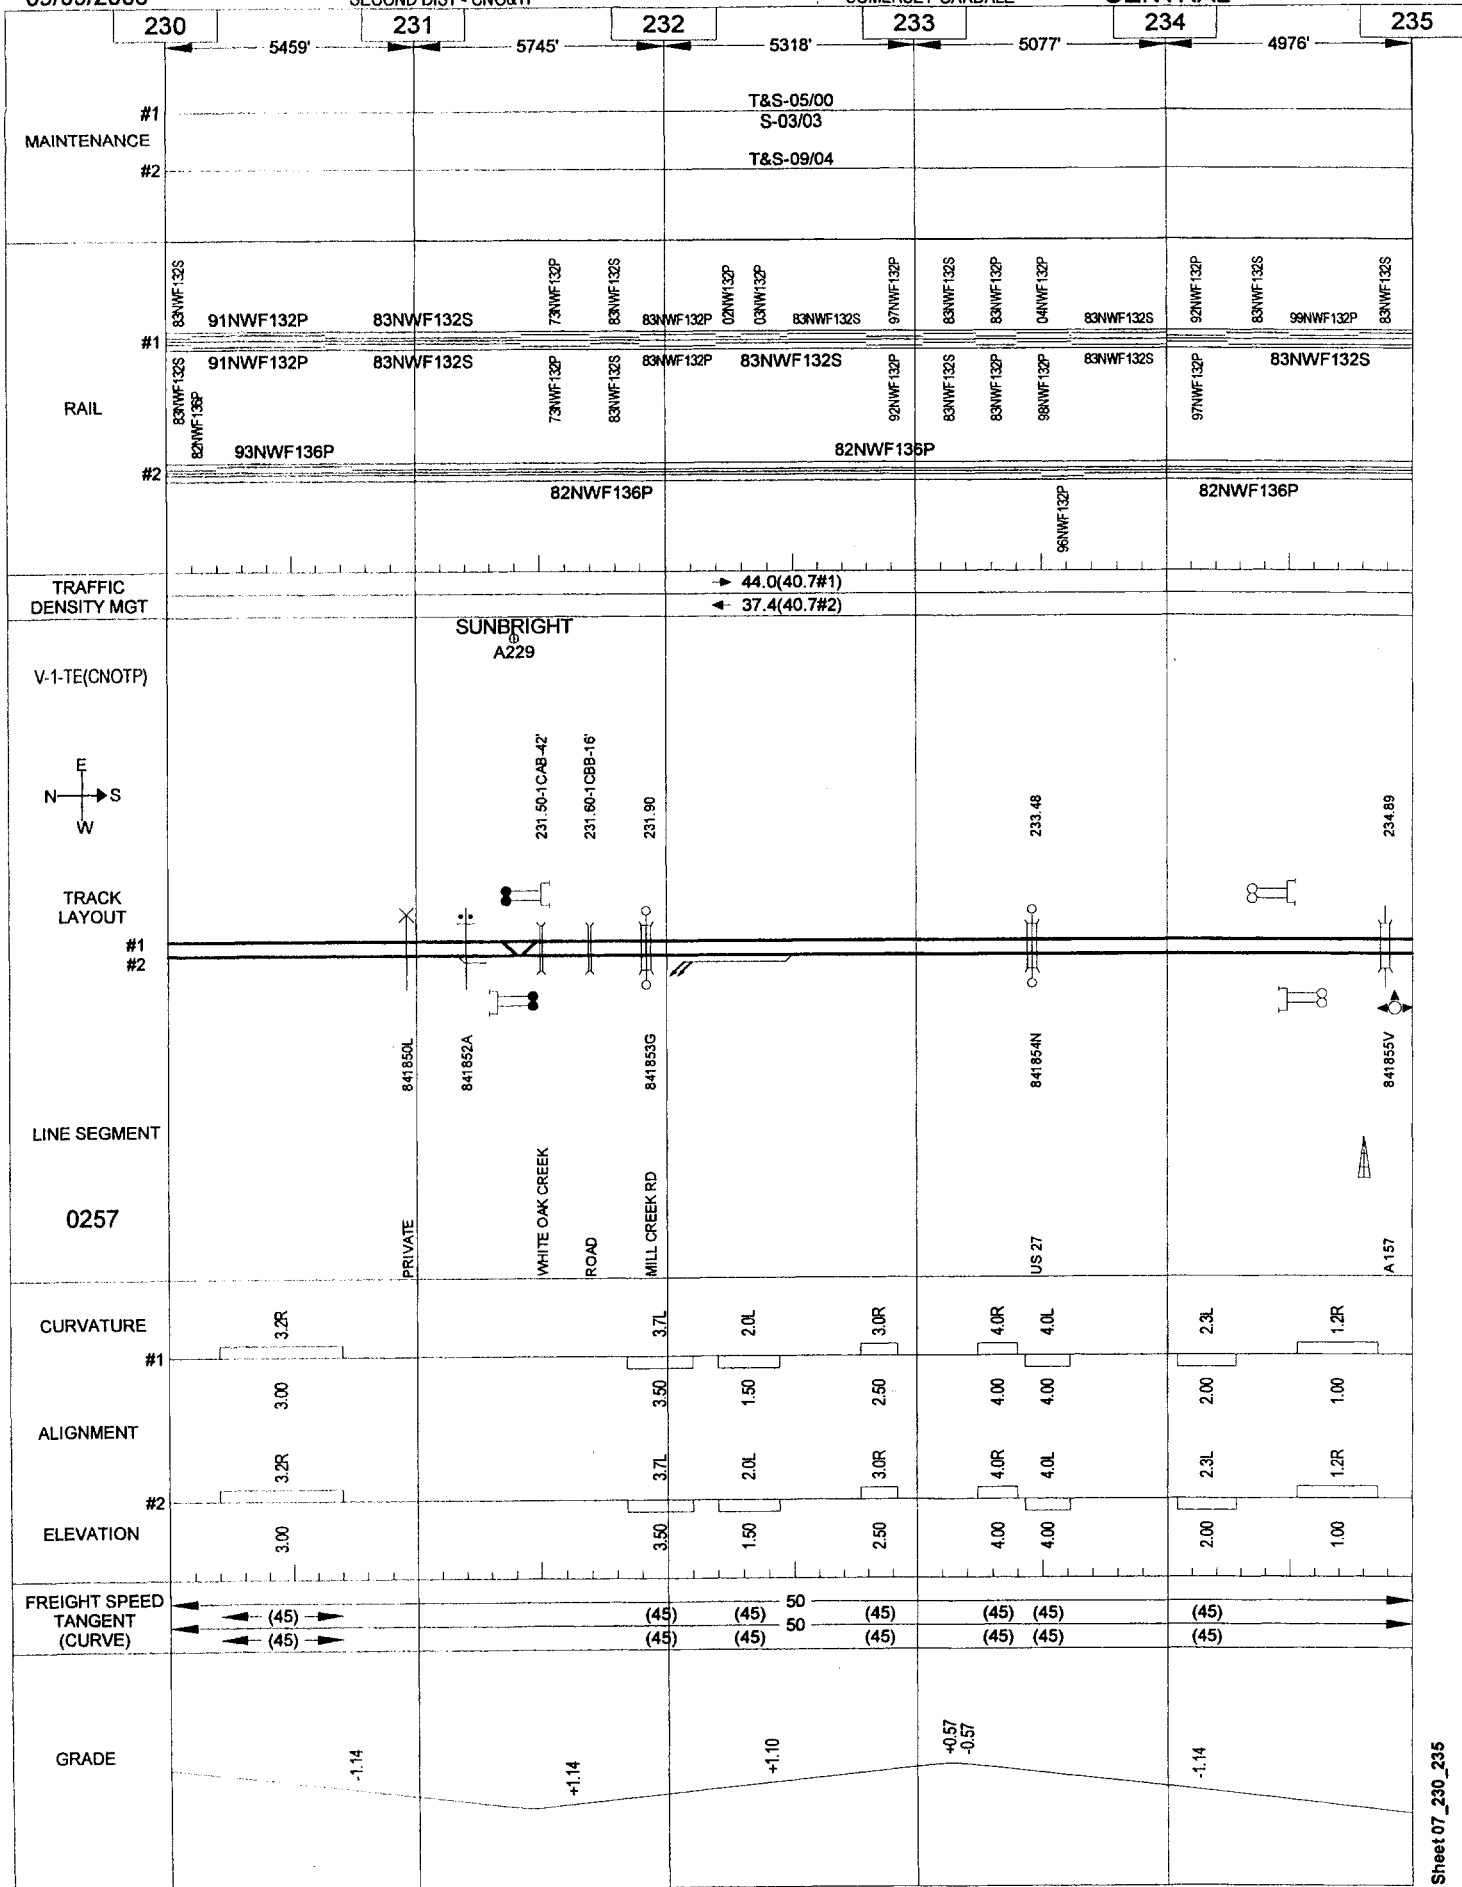 230 231 232 233 234 235
5459' 5745' 5318' 5077' 4976'
MAINTENANCE
#1
T&S-05/00
S-03/03
#2
T&S-09/04
RAIL
83NWF132S 73NWF132P 83NWF132S 02NW132P 03NW132P 97NWF132P 83NWF132S 83NWF132P 04NWF132P 92NWF132P 83NWF132S 83NWF132S
91NWF132P 83NWF132S 83NWF132P 83NWF132S 83NWF132S 99NWF132P
#1
91NWF132P 83NWF132S 83NWF132P 83NWF132S 83NWF132S 83NWF132S
83NWF132S 73NWF132P 83NWF132S 92NWF132P 83NWF132S 83NWF132P 98NWF132P 97NWF132P
82NWF136P
93NWF136P 82NWF136P
#2
82NWF136P 82NWF136P
96NWF132P
TRAFFIC
DENSITY MGT
44.0(40.7#1)
37.4(40.7#2)
SUNBRIGHT
A229
V-1-TE(CNOTP)
E
N S
W
231.50-1CAB-42'
231.60-1CBB-16'
231.90
233.48
234.89
TRACK
LAYOUT
#1
#2
841850L
841852A
841853G
841854N
841855V
LINE SEGMENT
0257
PRIVATE
WHITE OAK CREEK
ROAD
MILL CREEK RD
US 27
A 157
CURVATURE
3.2R 3.7L 2.0L 3.0R 4.0R 4.0L 2.3L 1.2R
#1
3.00 3.50 1.50 2.50 4.00 4.00 2.00 1.00
ALIGNMENT
3.2R 3.7L 2.0L 3.0R 4.0R 4.0L 2.3L 1.2R
#2
ELEVATION
3.00 3.50 1.50 2.50 4.00 4.00 2.00 1.00
FREIGHT SPEED
TANGENT
(CURVE)
50
(45) (45) (45) (45) (45) (45) (45)
50
(45) (45) (45) (45) (45) (45) (45)
GRADE
-1.14
+1.14
+1.10
+0.57
-0.57
-1.14
Sheet 07_230_235